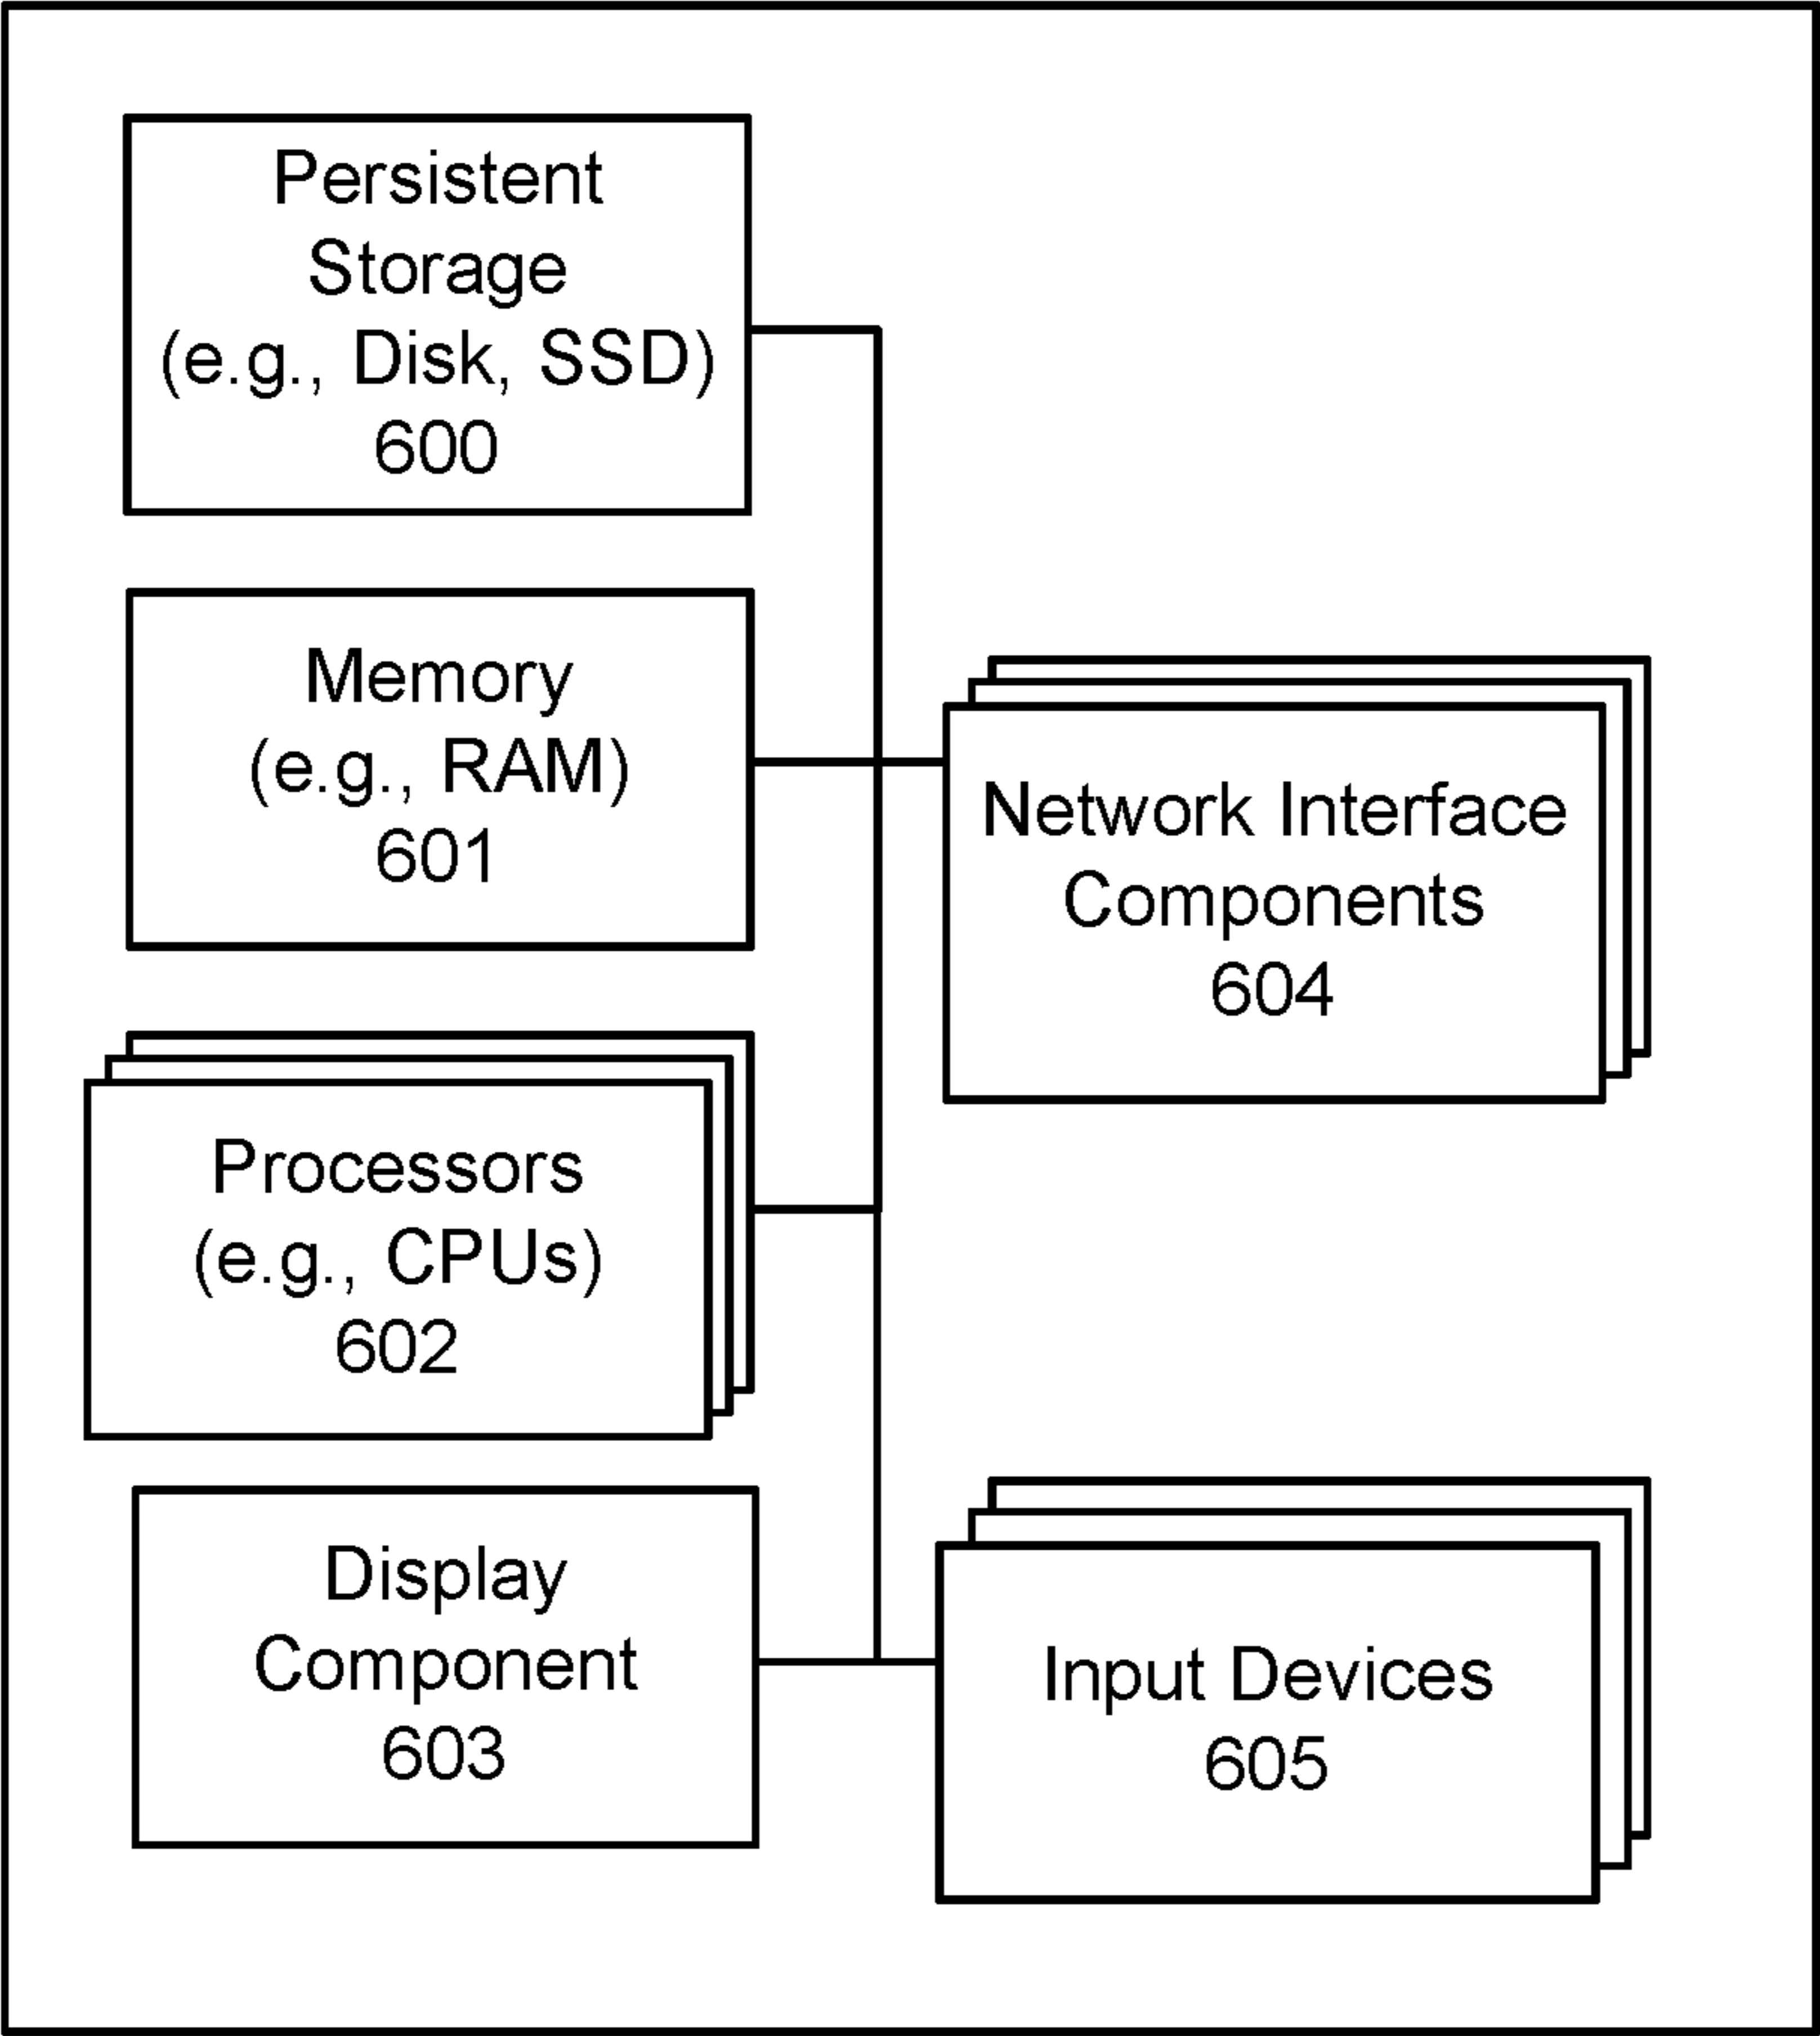 Persistent
Storage
(e.g., Disk, SSD)
600
Memory
(e.g., RAM)
601
Processors
(e.g., CPUs)
602
Display
Component
603
Network Interface
Components
604
Input Devices
605